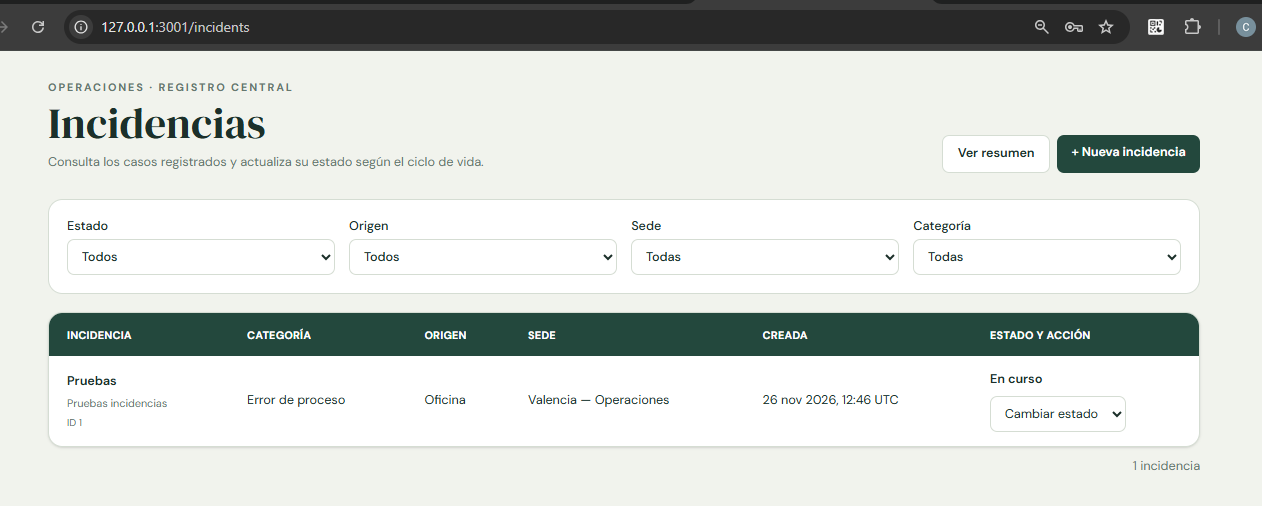 127.0.0.1:3001/incidents
C
OPERACIONES · REGISTRO CENTRAL
Incidencias
Consulta los casos registrados y actualiza su estado según el ciclo de vida.
Ver resumen
+ Nueva incidencia
Estado Origen Sede Categoría
Todos Todos Todas Todas
INCIDENCIA CATEGORÍA ORIGEN SEDE CREADA ESTADO Y ACCIÓN
Pruebas
Pruebas incidencias
ID 1
Error de proceso
Oficina
Valencia — Operaciones
26 nov 2026, 12:46 UTC
En curso
Cambiar estado
1 incidencia